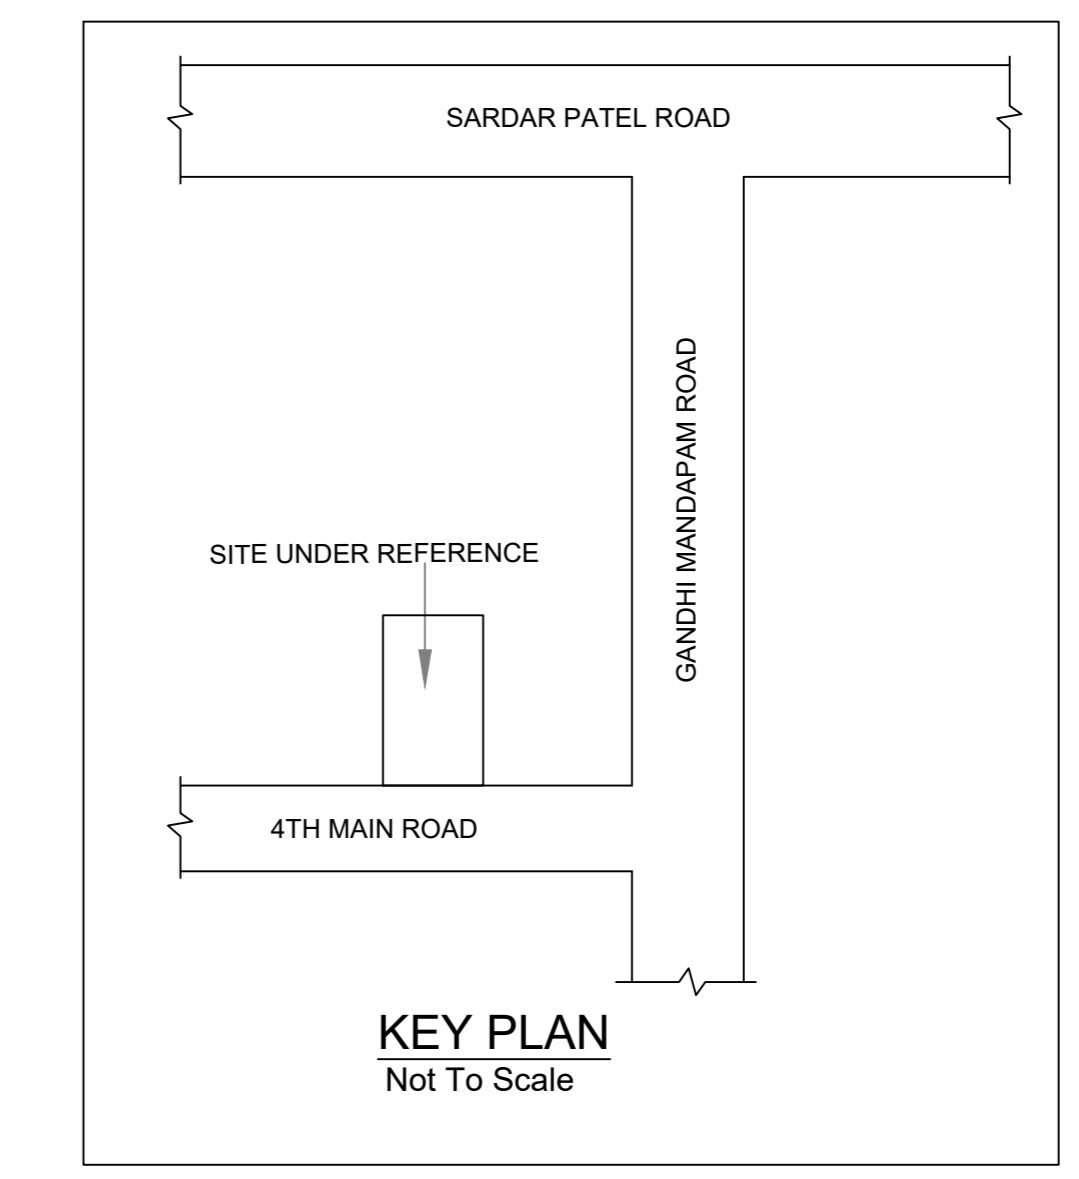 SARDAR PATEL ROAD
GANDHI MANDAPAM ROAD
SITE UNDER REFERENCE
4TH MAIN ROAD
KEY PLAN
Not To Scale